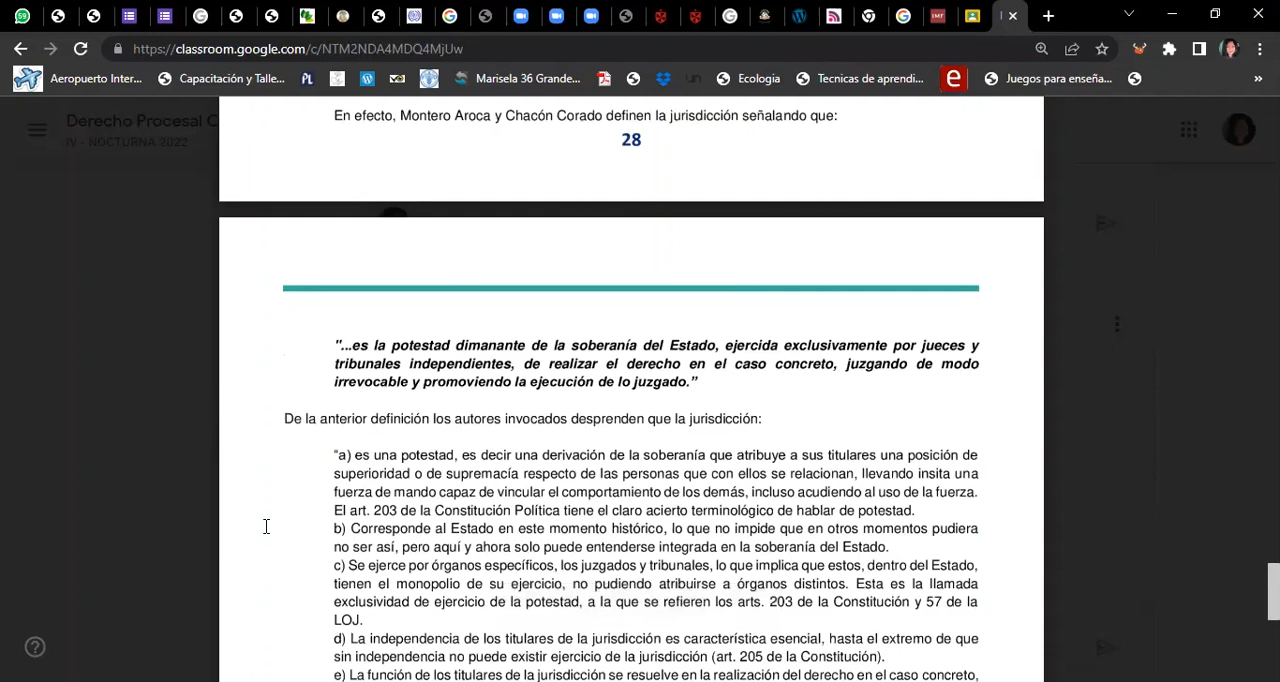 59
https://classroom.google.com/c/NTM2NDA4MDQ4MjUw
Aeropuerto Inter...
Capacitación y Talle...
PL
Marisela 36 Grande...
un
Ecologia
Tecnicas de aprendi...
e
Juegos para enseña...
»
Derecho Procesal C
IV - NOCTURNA 2022
En efecto, Montero Aroca y Chacón Corado definen la jurisdicción señalando que:
28
"...es la potestad dimanante de la soberanía del Estado, ejercida exclusivamente por jueces y
tribunales independientes, de realizar el derecho en el caso concreto, juzgando de modo
irrevocable y promoviendo la ejecución de lo juzgado."
De la anterior definición los autores invocados desprenden que la jurisdicción:
"a) es una potestad, es decir una derivación de la soberanía que atribuye a sus titulares una posición de
superioridad o de supremacía respecto de las personas que con ellos se relacionan, llevando insita una
fuerza de mando capaz de vincular el comportamiento de los demás, incluso acudiendo al uso de la fuerza.
El art. 203 de la Constitución Política tiene el claro acierto terminológico de hablar de potestad.
b) Corresponde al Estado en este momento histórico, lo que no impide que en otros momentos pudiera
no ser así, pero aquí y ahora solo puede entenderse integrada en la soberanía del Estado.
c) Se ejerce por órganos específicos, los juzgados y tribunales, lo que implica que estos, dentro del Estado,
tienen el monopolio de su ejercicio, no pudiendo atribuirse a órganos distintos. Esta es la llamada
exclusividad de ejercicio de la potestad, a la que se refieren los arts. 203 de la Constitución y 57 de la
LOJ.
d) La independencia de los titulares de la jurisdicción es característica esencial, hasta el extremo de que
sin independencia no puede existir ejercicio de la jurisdicción (art. 205 de la Constitución).
e) La función de los titulares de la jurisdicción se resuelve en la realización del derecho en el caso concreto,